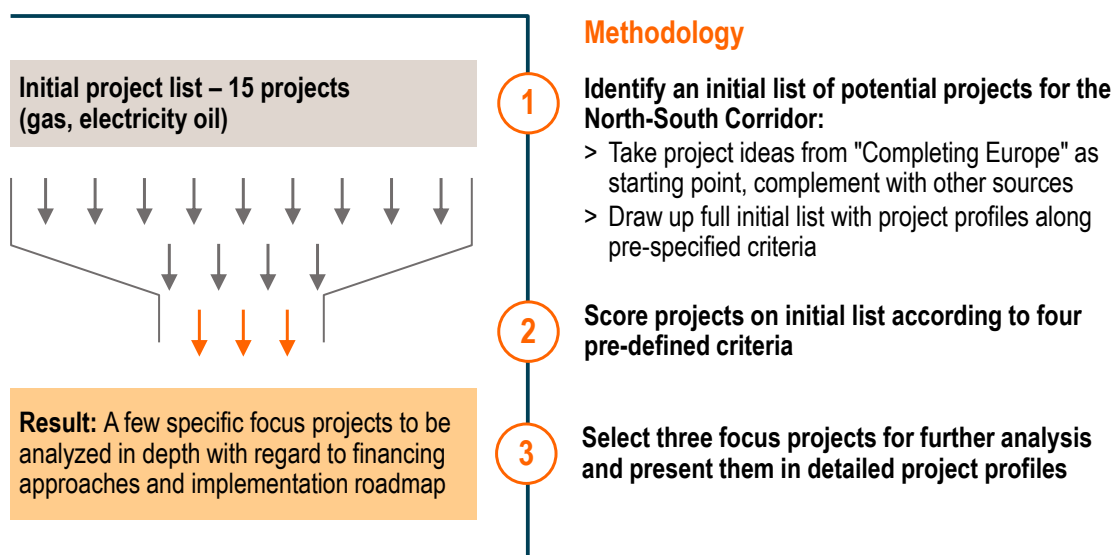 Initial project list – 15 projects
(gas, electricity oil)
Result: A few specific focus projects to be
analyzed in depth with regard to financing
approaches and implementation roadmap
Methodology
1
Identify an initial list of potential projects for the
North-South Corridor:
> Take project ideas from "Completing Europe" as
starting point, complement with other sources
> Draw up full initial list with project profiles along
pre-specified criteria
2
Score projects on initial list according to four
pre-defined criteria
3
Select three focus projects for further analysis
and present them in detailed project profiles